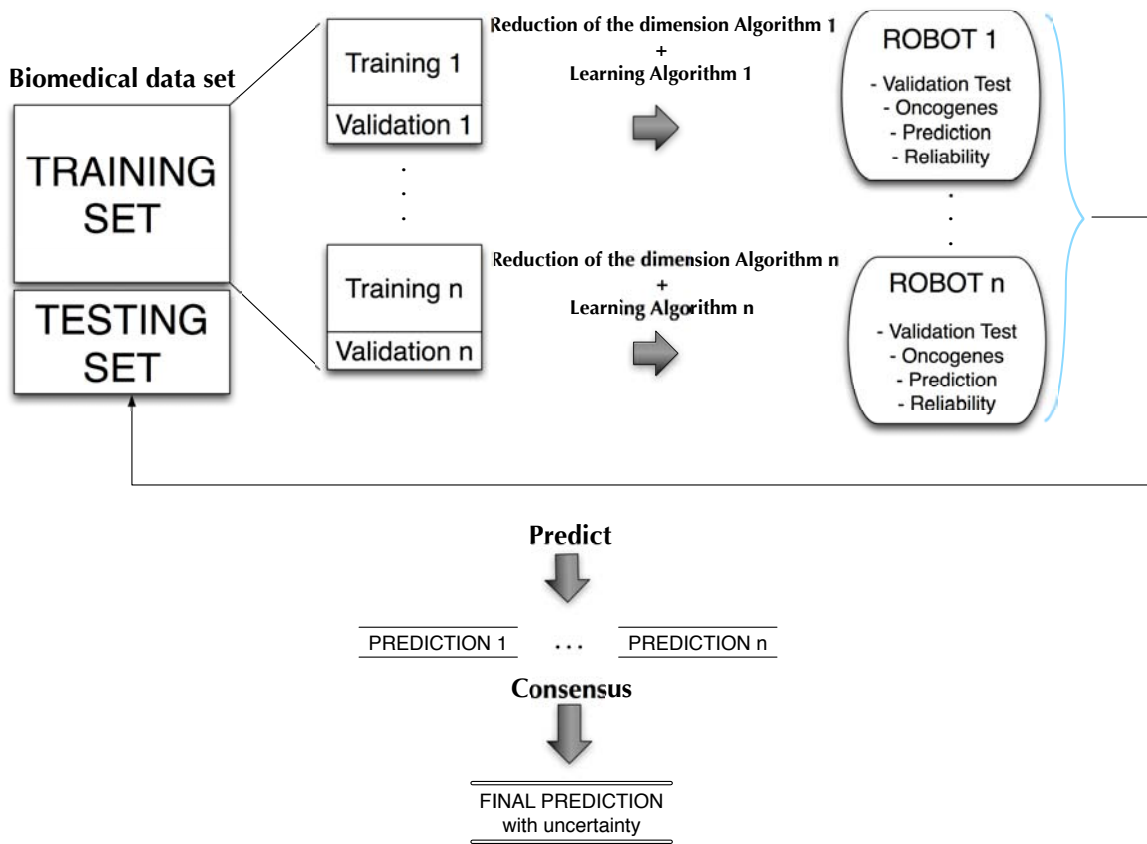 Biomedical data set
TRAINING
SET
TESTING
SET
Training 1
Validation 1
Training n
Validation n
Reduction of the dimension Algorithm 1
+
Learning Algorithm 1
Reduction of the dimension Algorithm n
+
Learning Algorithm n
ROBOT 1
- Validation Test
- Oncogenes
- Prediction
- Reliability
ROBOT n
- Validation Test
- Oncogenes
- Prediction
- Reliability
Predict
PREDICTION 1 ... PREDICTION n
Consensus
FINAL PREDICTION
with uncertainty